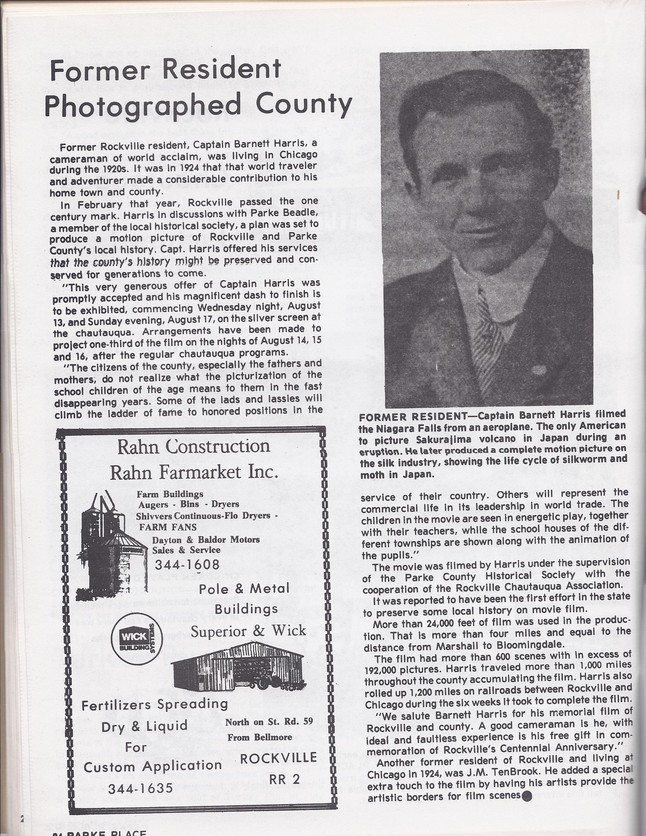 Former Resident
Photographed County
Former Rockville resident, Captain Barnett Harris, a
cameraman of world acclaim, was living in Chicago
during the 1920s. It was in 1924 that that world traveler
and adventurer made a considerable contribution to his
home town and county.
In February that year, Rockville passed the one
century mark. Harris in discussions with Parke Beadle,
a member of the local historical society, a plan was set to
produce a motion picture of Rockville and Parke
County's local history. Capt. Harris offered his services
that the county's history might be preserved and con-
served for generations to come.
"This very generous offer of Captain Harris was
promptly accepted and his magnificent dash to finish is
to be exhibited, commencing Wednesday night, August
13, and Sunday evening, August 17, on the silver screen at
the chautauqua. Arrangements have been made to
project one-third of the film on the nights of August 14, 15
and 16, after the regular chautauqua programs.
"The citizens of the county, especially the fathers and
mothers, do not realize what the picturization of the
school children of the age means to them in the fast
disappearing years. Some of the lads and lassies will
climb the ladder of fame to honored positions in the
FORMER RESIDENT—Captain Barnett Harris filmed
the Niagara Falls from an aeroplane. The only American
to picture Sakurajima volcano in Japan during an
eruption. He later produced a complete motion picture on
the silk industry, showing the life cycle of silkworm and
moth in Japan.
service of their country. Others will represent the
commercial life in its leadership in world trade. The
children in the movie are seen in energetic play, together
with their teachers, while the school houses of the dif-
ferent townships are shown along with the animation of
the pupils."
The movie was filmed by Harris under the supervision
of the Parke County Historical Society with the
cooperation of the Rockville Chautauqua Association.
It was reported to have been the first effort in the state
to preserve some local history on movie film.
More than 24,000 feet of film was used in the produc-
tion. That is more than four miles and equal to the
distance from Marshall to Bloomingdale.
The film had more than 600 scenes with in excess of
192,000 pictures. Harris traveled more than 1,000 miles
throughout the county accumulating the film. Harris also
rolled up 1,200 miles on railroads between Rockville and
Chicago during the six weeks it took to complete the film.
"We salute Barnett Harris for his memorial film of
Rockville and county. A good cameraman is he, with
ideal and faultless experience is his free gift in com-
memoration of Rockville's Centennial Anniversary."
Another former resident of Rockville and living at
Chicago in 1924, was J.M. TenBrook. He added a special
extra touch to the film by having his artists provide the
artistic borders for film scenes
Rahn Construction
Rahn Farmarket Inc.
Farm Buildings
Augers - Bins - Dryers
Shivvers Continuous-Flo Dryers -
FARM FANS
Dayton & Baldor Motors
Sales & Service
344-1608
Pole & Metal
Buildings
Superior & Wick
WICK
BUILDING
SYSTEMS
Fertilizers Spreading
Dry & Liquid
For
Custom Application
344-1635
North on St. Rd. 59
From Bellmore
ROCKVILLE
RR 2
PARKE PLACE